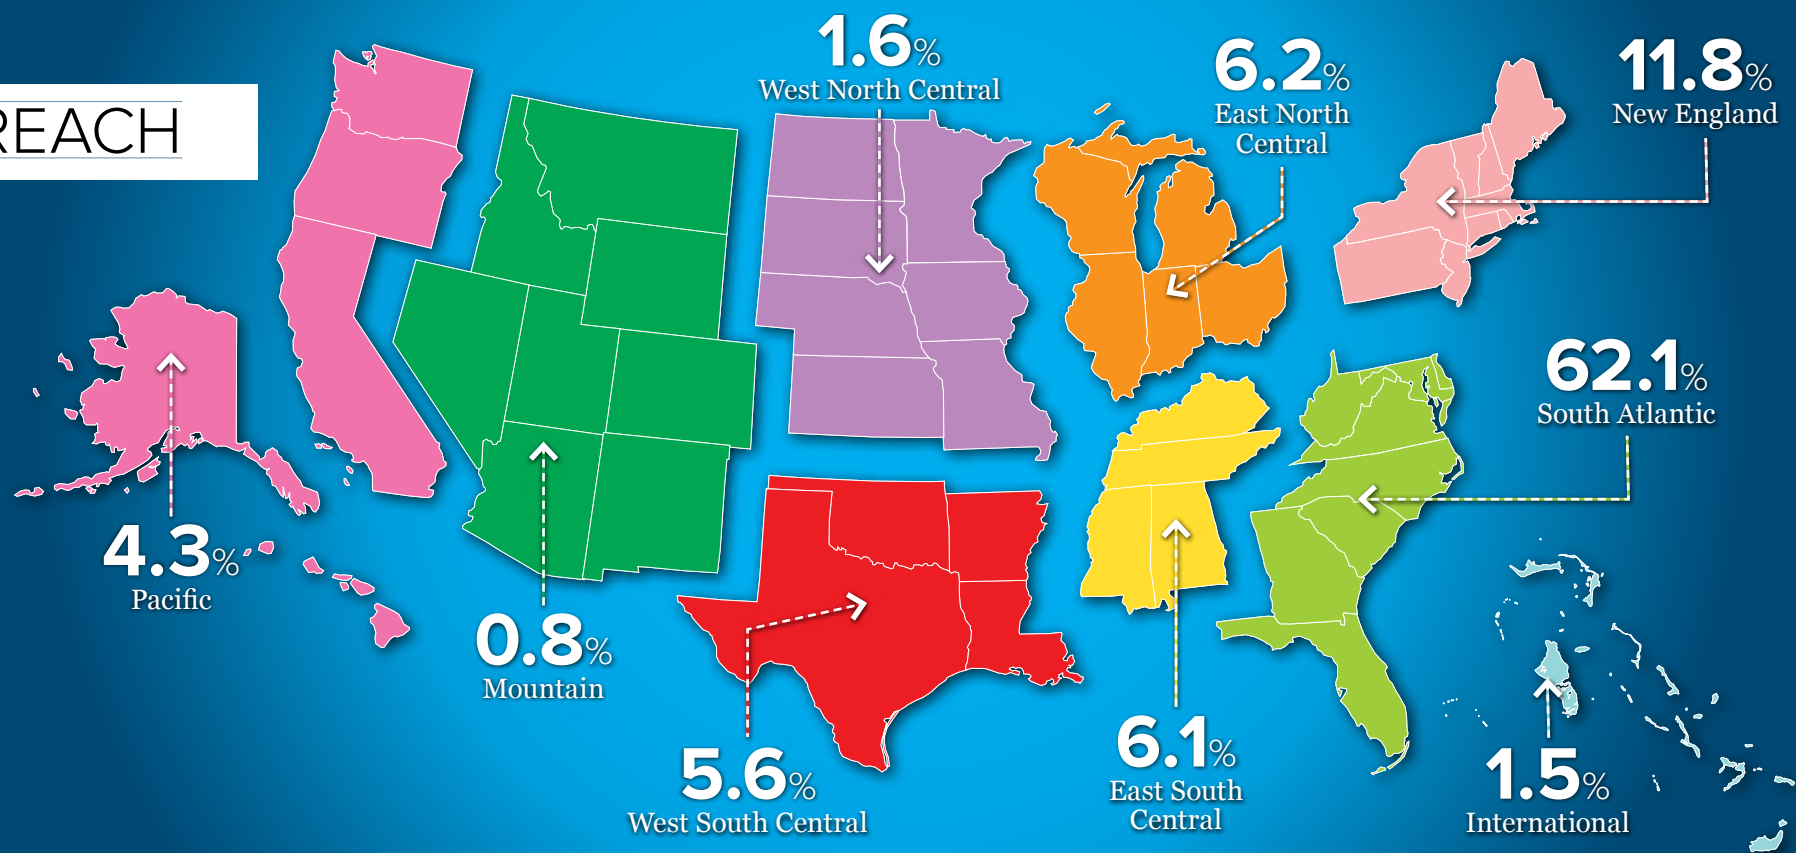 REACH
1.6%
West North Central
6.2%
East North
Central
11.8%
New England
62.1%
South Atlantic
4.3%
Pacific
0.8%
Mountain
5.6%
West South Central
6.1%
East South
Central
1.5%
International